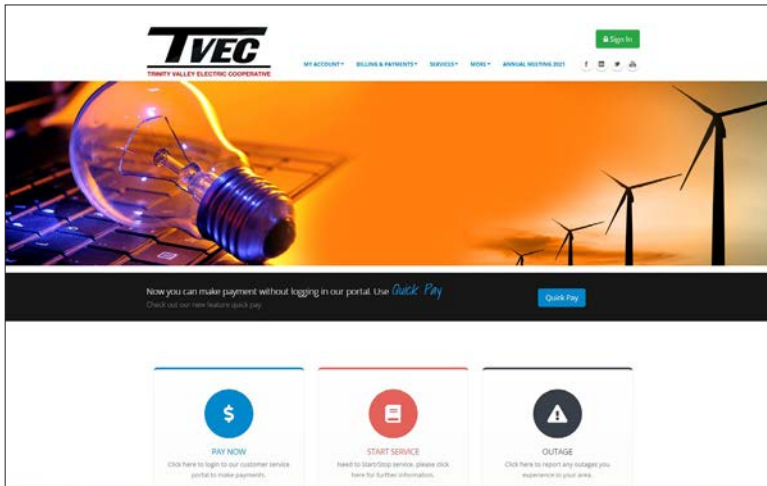 TVEC
TRINITY VALLEY ELECTRIC COOPERATIVE
Sign In
MY ACCOUNT BILLING & PAYMENTS SERVICES MORE ANNUAL MEETING 2021
Now you can make payment without logging in our portal. Use Quick Pay
Check out our new feature quick pay.
Quick Pay
$
PAY NOW
Click here to login to our customer service
portal to make payments.
START SERVICE
Need to Start/Stop service, please click
here for further information.
OUTAGE
Click here to report any outages you
experience in your area.